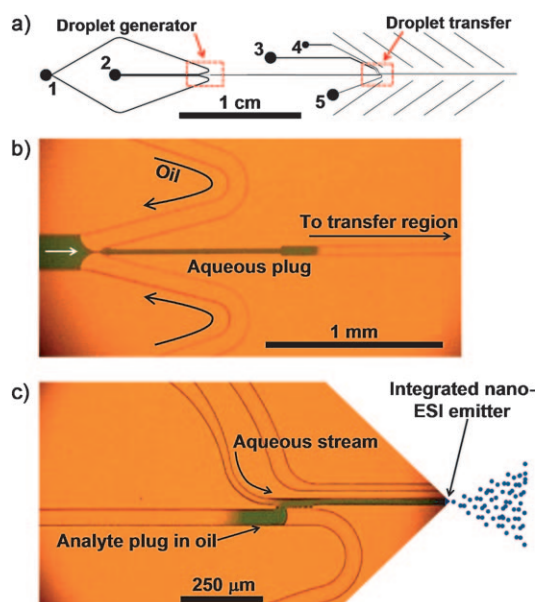 a)
Droplet generator
Droplet transfer
1
2
3
4
5
1 cm
b)
Oil
To transfer region
Aqueous plug
1 mm
c)
Integrated nano-
ESI emitter
Aqueous stream
Analyte plug in oil
250 μm